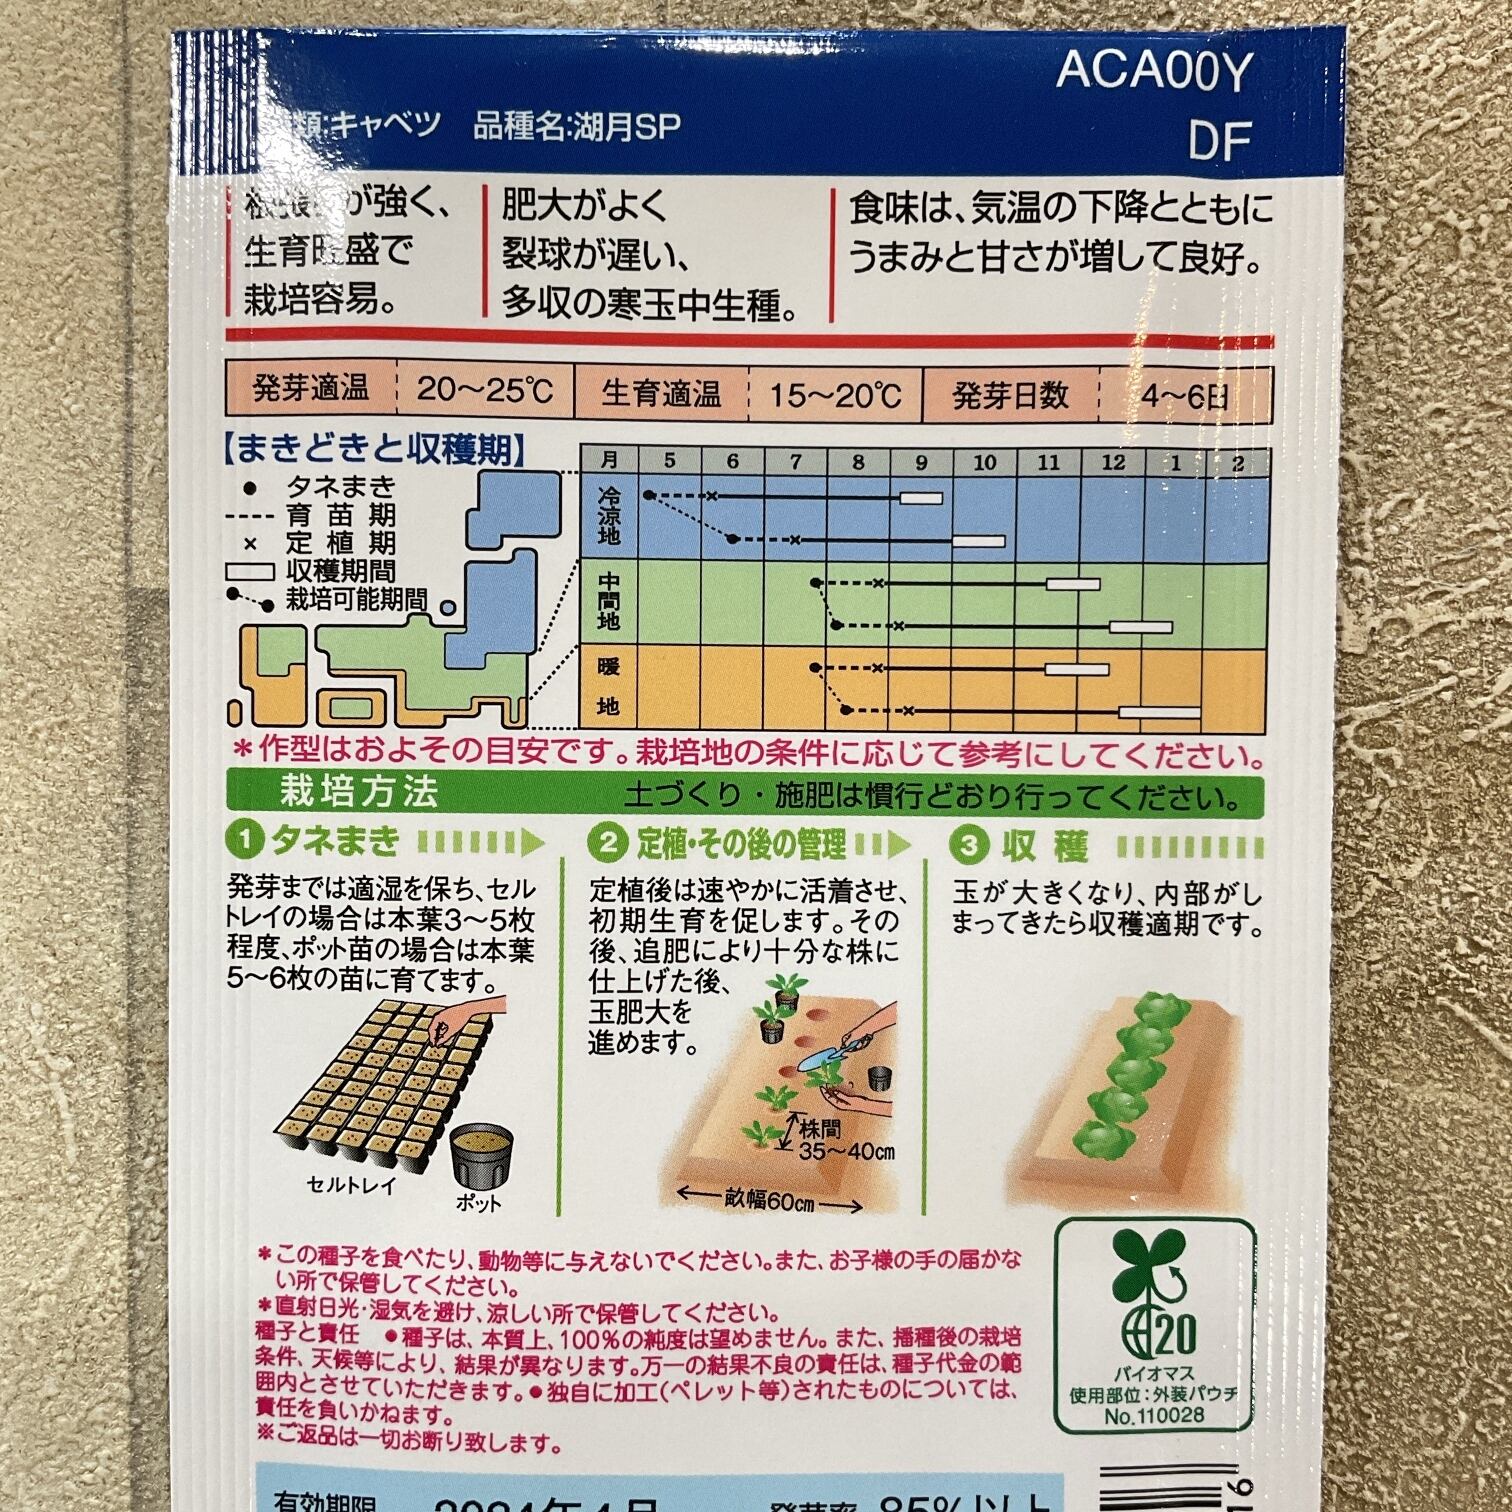 ACA00Y
類:キャベツ 品種名:湖月SP
DF
が強く、
生育旺盛で
栽培容易。
肥大がよく
裂球が遅い、
多収の寒玉中生種。
食味は、気温の下降とともに
うまみと甘さが増して良好。
発芽適温 20～25℃ 生育適温 15～20℃ 発芽日数 4～6日
【まきどきと収穫期】
タネまき
育苗期
定植期
収穫期間
栽培可能期間
月 5 6 7 8 9 10 11 12 1 2
冷涼地
中間地
暖地
＊作型はおよその目安です。栽培地の条件に応じて参考にしてください。
栽培方法 土づくり・施肥は慣行どおり行ってください。
1 タネまき
発芽までは適湿を保ち、セル
トレイの場合は本葉3～5枚
程度、ポット苗の場合は本葉
5～6枚の苗に育てます。
セルトレイ
ポット
2 定植・その後の管理
定植後は速やかに活着させ、
初期生育を促します。その
後、追肥により十分な株に
仕上げた後、
玉肥大を
進めます。
株間
35～40cm
畝幅60cm
3 収穫
玉が大きくなり、内部がし
まってきたら収穫適期です。
＊この種子を食べたり、動物等に与えないでください。また、お子様の手の届かな
い所で保管してください。
＊直射日光・湿気を避け、涼しい所で保管してください。
種子と責任 ●種子は、本質上、100%の純度は望めません。また、播種後の栽培
条件、天候等により、結果が異なります。万一の結果不良の責任は、種子代金の範
囲内とさせていただきます。●独自に加工(ペレット等)されたものについては、
責任を負いかねます。
※ご返品は一切お断り致します。
20
バイオマス
使用部位:外装パウチ
No.110028
有効期限 2024年4月 発芽率 85%以上